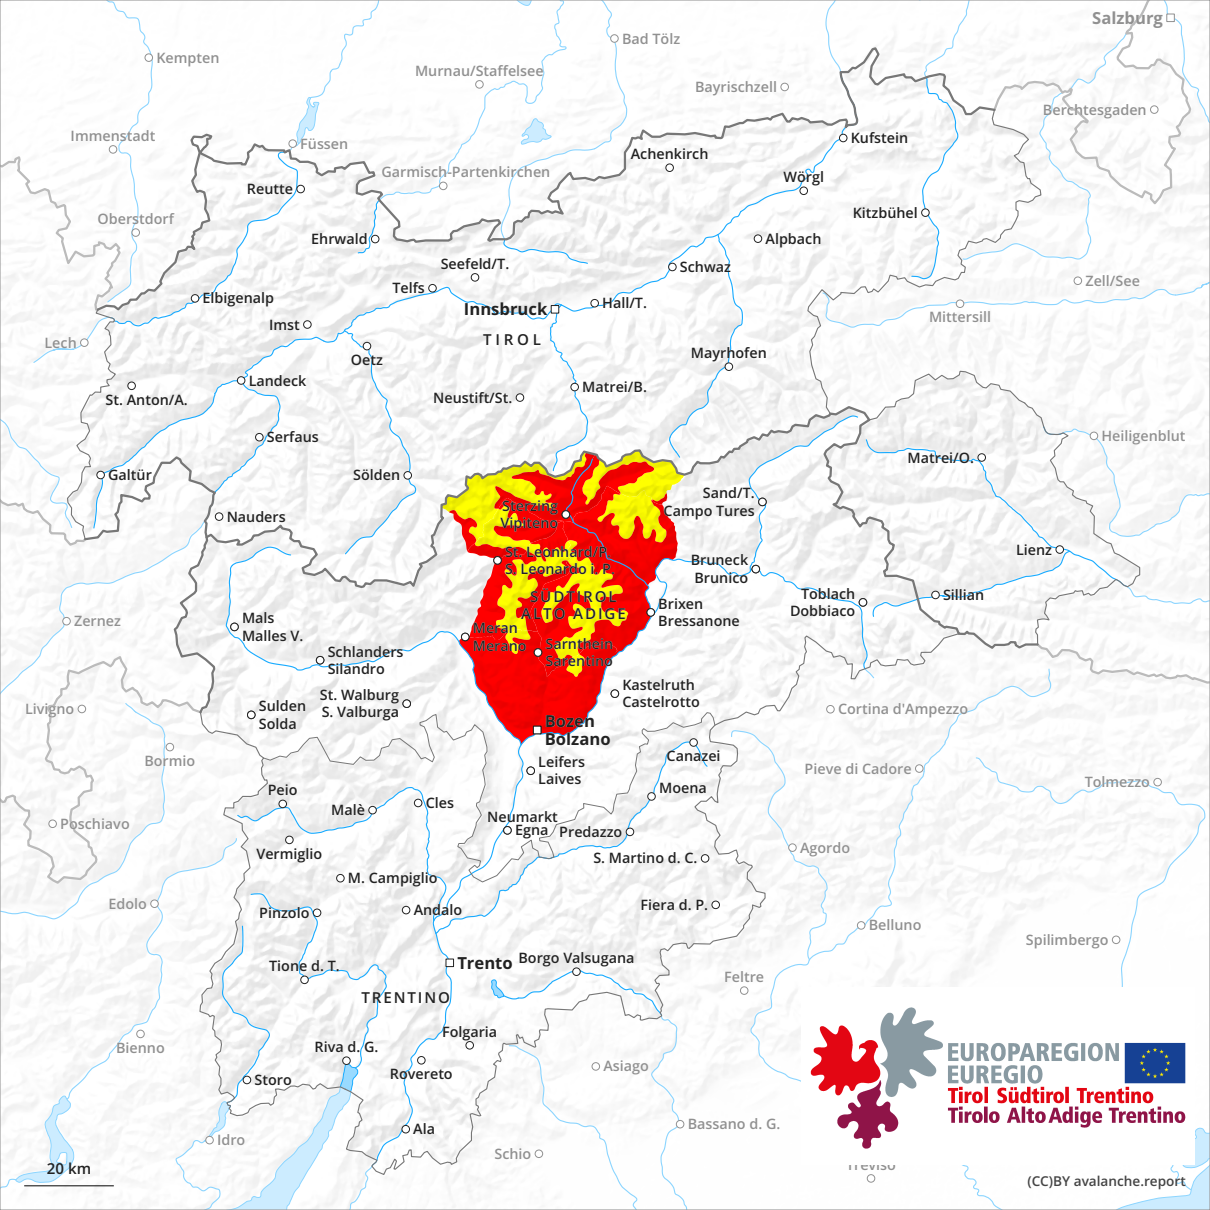 Salzburg
Bad Tölz
Kempten
Murnau/Staffelsee
Bayrischzell
Berchtesgaden
Immenstadt
Füssen
Kufstein
Achenkirch
Garmisch-Partenkirchen
Wörgl
Reutte
Oberstdorf
Kitzbühel
Ehrwald
Alpbach
Seefeld/T.
Schwaz
Zell/See
Telfs
Elbigenalp
Hall/T.
Innsbruck
Mittersill
Imst
TIROL
Lech
Oetz
Mayrhofen
Landeck
Matrei/B.
St. Anton/A.
Neustift/St.
Serfaus
Heiligenblut
Matrei/O.
Galtür
Sölden
Sand/T.
Campo Tures
Sterzing
Vipiteno
Nauders
St. Leonhard/P.
S. Leonardo i. P.
Lienz
Bruneck
Brunico
Toblach
Dobbiaco
Sillian
SÜDTIROL
ALTO ADIGE
Brixen
Bressanone
Zernez
Mals
Malles V.
Meran
Merano
Sarnthein
Sarentino
Schlanders
Silandro
Kastelruth
Castelrotto
St. Walburg
S. Valburga
Livigno
Sulden
Solda
Cortina d'Ampezzo
Bozen
Bolzano
Bormio
Canazei
Leifers
Laives
Pieve di Cadore
Tolmezzo
Peio
Moena
Malè
Cles
Neumarkt
Egna
Predazzo
Poschiavo
Vermiglio
Agordo
S. Martino d. C.
M. Campiglio
Edolo
Pinzolo
Andalo
Fiera d. P.
Belluno
Spilimbergo
Trento
Borgo Valsugana
Tione d. T.
Feltre
TRENTINO
Folgaria
Bienno
Riva d. G.
Rovereto
Asiago
Storo
EUROPAREGION
EUREGIO
Tirol Südtirol Trentino
Tirolo Alto Adige Trentino
Ala
Bassano d. G.
Idro
Schio
Treviso
20 km
(CC)BY avalanche.report